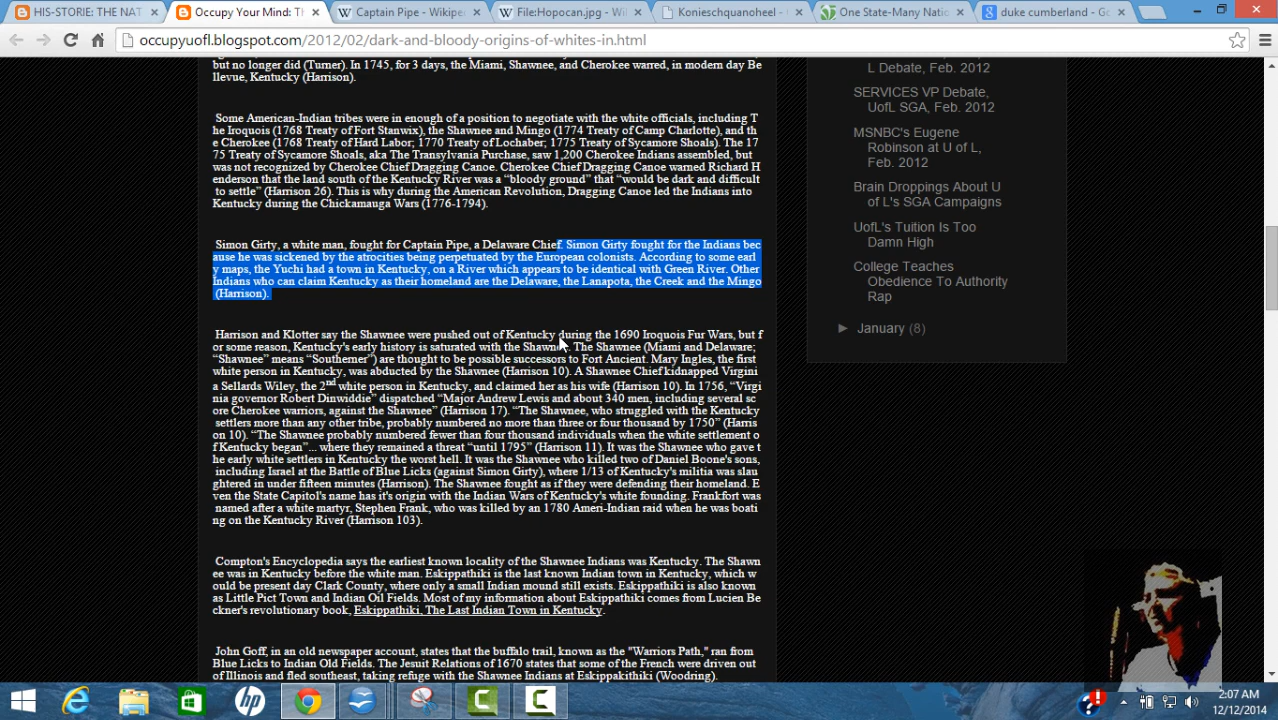 HIS-STORIE: THE NAT
Occupy Your Mind: Th
Captain Pipe - Wikipe
File:Hopocan.jpg - Wi
Konieschquanoheel - 
One State-Many Natio
duke cumberland - Go
occupyuofl.blogspot.com/2012/02/dark-and-bloody-origins-of-whites-in.html
but no longer did (Turner). In 1745, for 3 days, the Miami, Shawnee, and Cherokee warred, in modern day Be
llevue, Kentucky (Harrison).
Some American-Indian tribes were in enough of a position to negotiate with the white officials, including T
he Iroquois (1768 Treaty of Fort Stanwix), the Shawnee and Mingo (1774 Treaty of Camp Charlotte), and th
e Cherokee (1768 Treaty of Hard Labor; 1770 Treaty of Lochaber; 1775 Treaty of Sycamore Shoals). The 17
75 Treaty of Sycamore Shoals, aka The Transylvania Purchase, saw 1,200 Cherokee Indians assembled, but
was not recognized by Cherokee Chief Dragging Canoe. Cherokee Chief Dragging Canoe warned Richard H
enderson that the land south of the Kentucky River was a “bloody ground” that “would be dark and difficult
to settle” (Harrison 26). This is why during the American Revolution, Dragging Canoe led the Indians into
Kentucky during the Chickamauga Wars (1776-1794).
Simon Girty, a white man, fought for Captain Pipe, a Delaware Chief. Simon Girty fought for the Indians bec
ause he was sickened by the atrocities being perpetuated by the European colonists. According to some earl
y maps, the Yuchi had a town in Kentucky, on a River which appears to be identical with Green River. Other
Indians who can claim Kentucky as their homeland are the Delaware, the Lanapota, the Creek and the Mingo
(Harrison).
Harrison and Klotter say the Shawnee were pushed out of Kentucky during the 1690 Iroquois Fur Wars, but f
or some reason, Kentucky's early history is saturated with the Shawnee. The Shawnee (Miami and Delaware;
“Shawnee” means “Southerner”) are thought to be possible successors to Fort Ancient. Mary Ingles, the first
white person in Kentucky, was abducted by the Shawnee (Harrison 10). A Shawnee Chief kidnapped Virgini
a Sellards Wiley, the 2nd white person in Kentucky, and claimed her as his wife (Harrison 10). In 1756, “Virgi
nia governor Robert Dinwiddie” dispatched “Major Andrew Lewis and about 340 men, including several sc
ore Cherokee warriors, against the Shawnee” (Harrison 17). “The Shawnee, who struggled with the Kentucky
settlers more than any other tribe, probably numbered no more than three or four thousand by 1750” (Harris
on 10). “The Shawnee probably numbered fewer than four thousand individuals when the white settlement o
f Kentucky began”... where they remained a threat “until 1795” (Harrison 11). It was the Shawnee who gave t
he early white settlers in Kentucky the worst hell. It was the Shawnee who killed two of Daniel Boone's sons,
including Israel at the Battle of Blue Licks (against Simon Girty), where 1/13 of Kentucky's militia was slau
ghtered in under fifteen minutes (Harrison). The Shawnee fought as if they were defending their homeland. E
ven the State Capitol's name has it's origin with the Indian Wars of Kentucky's white founding. Frankfort was
named after a white martyr, Stephen Frank, who was killed by an 1780 Ameri-Indian raid when he was boati
ng on the Kentucky River (Harrison 103).
Compton's Encyclopedia says the earliest known locality of the Shawnee Indians was Kentucky. The Shawn
ee was in Kentucky before the white man. Eskippathiki is the last known Indian town in Kentucky, which w
ould be present day Clark County, where only a small Indian mound still exists. Eskippathiki is also known
as Little Pict Town and Indian Oil Fields. Most of my information about Eskippathiki comes from Lucien Be
ckner's revolutionary book, Eskippathiki, The Last Indian Town in Kentucky.
John Goff, in an old newspaper account, states that the buffalo trail, known as the "Warriors Path," ran from
Blue Licks to Indian Old Fields. The Jesuit Relations of 1670 states that some of the French were driven out
of Illinois and fled southeast, taking refuge with the Shawnee Indians at Eskippakithiki (Woodring).
L Debate, Feb. 2012
SERVICES VP Debate,
UofL SGA, Feb. 2012
MSNBC's Eugene
Robinson at U of L,
Feb. 2012
Brain Droppings About U
of L's SGA Campaigns
UofL's Tuition Is Too
Damn High
College Teaches
Obedience To Authority
Rap
► January (8)
2:07 AM
12/12/2014